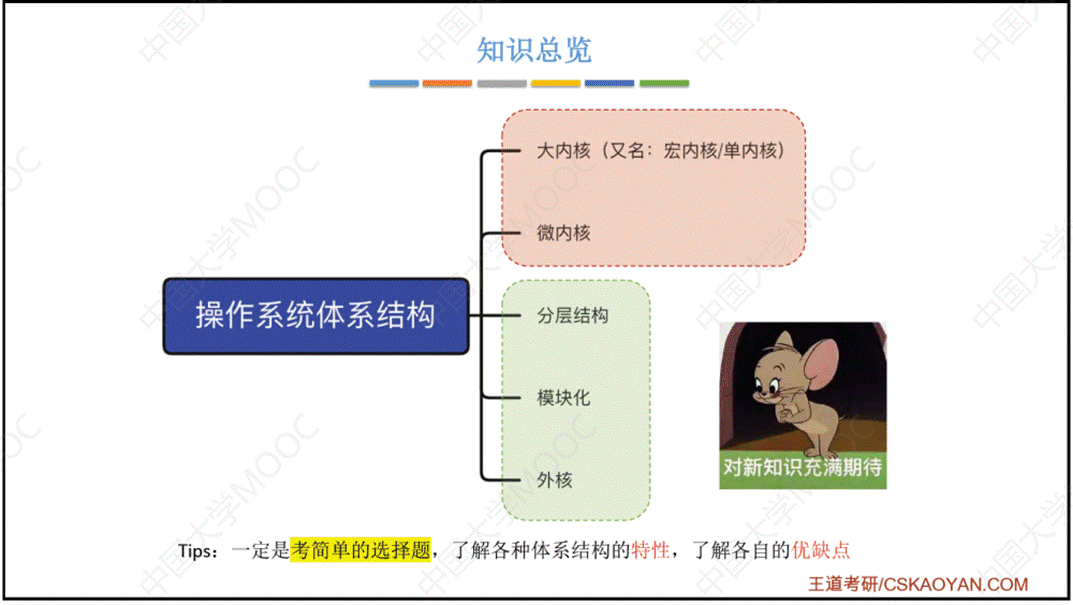 知识总览
大内核（又名：宏内核/单内核）
微内核
操作系统体系结构
分层结构
模块化
外核
对新知识充满期待
Tips：一定是考简单的选择题，了解各种体系结构的特性，了解各自的优缺点
王道考研/CSKAOYAN.COM
中国大学MOOC